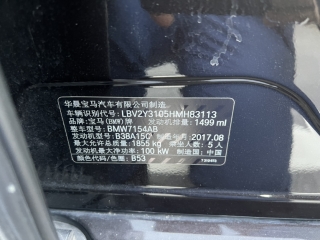 华晨宝马汽车有限公司制造
车辆识别代号: LBV2Y3105HMH83113
品牌: 宝马(BMW)牌 发动机排量: 1499 ml
整车型号: BMW7154AB
发动机型号: B38A15C 制造年月: 2017.08
最大允许总质量: 1855 kg 乘坐人数: 5 人
发动机最大净功率: 100 kW 制造国: 中国
颜色代号/代码: B53